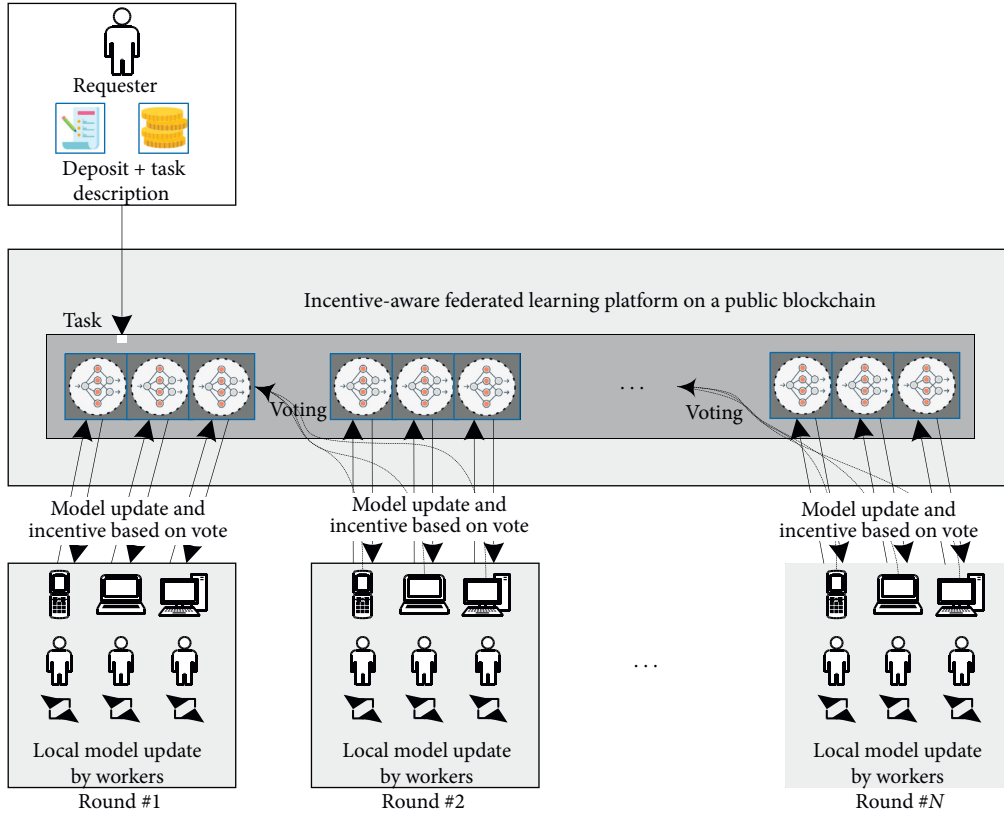 Requester
Deposit + task
description
Incentive-aware federated learning platform on a public blockchain
Task
Voting
...
Voting
Model update and
incentive based on vote
Model update and
incentive based on vote
Model update and
incentive based on vote
...
Local model update
by workers
Round #1
Local model update
by workers
Round #2
Local model update
by workers
Round #N